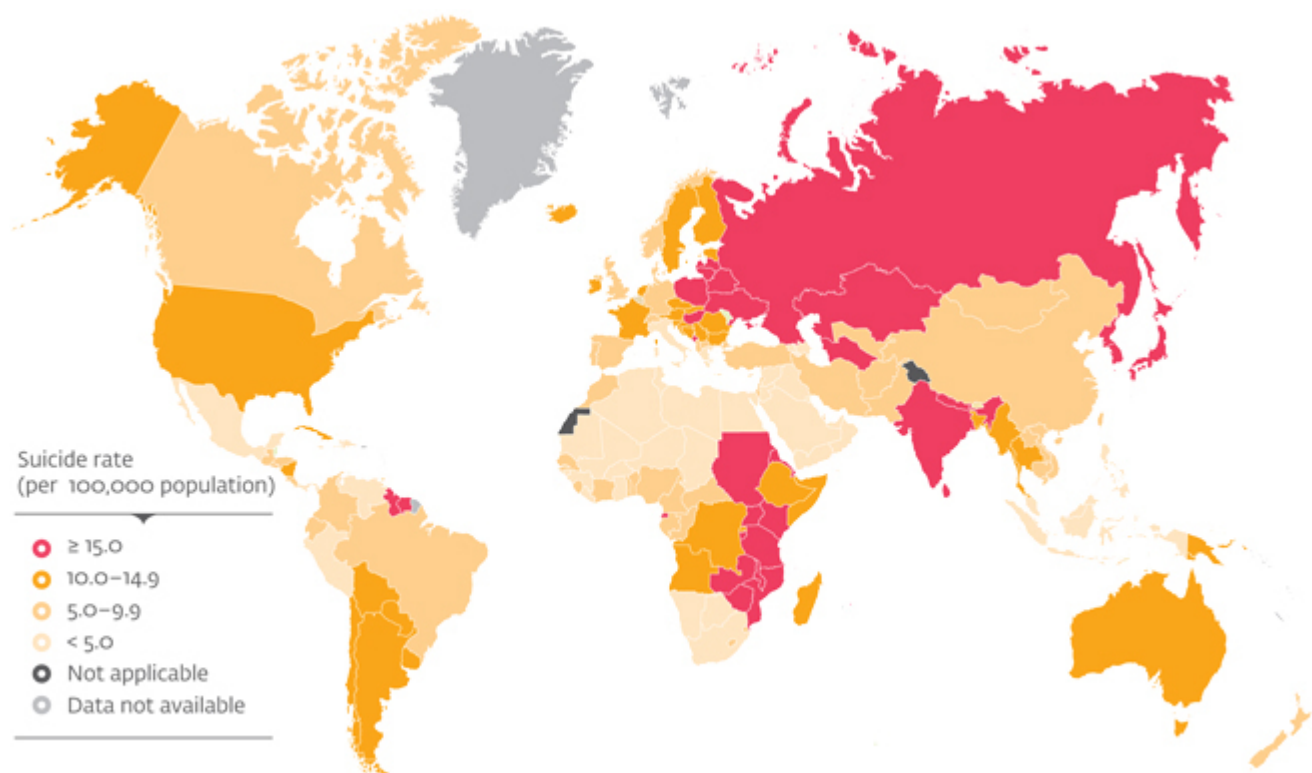 Suicide rate
(per 100,000 population)
≥ 15.0
10.0–14.9
5.0–9.9
< 5.0
Not applicable
Data not available